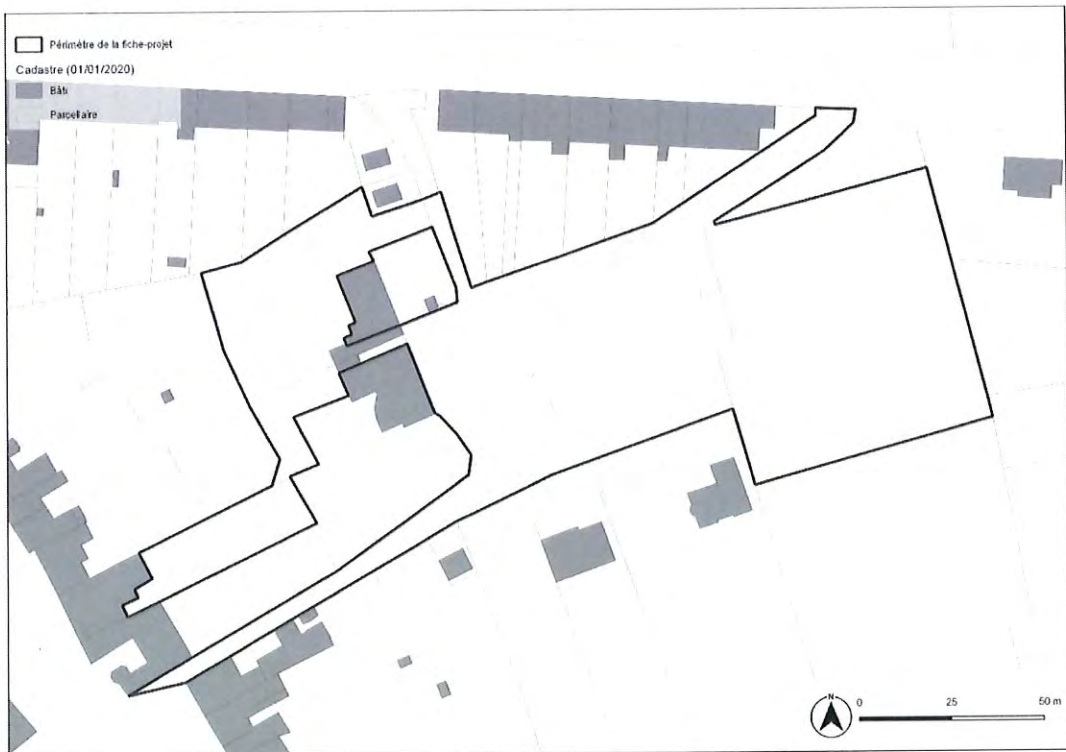 Périmètre de la fiche-projet
Cadastre (01/01/2020)
Bâti
Parcellaire
N
0 25 50 m